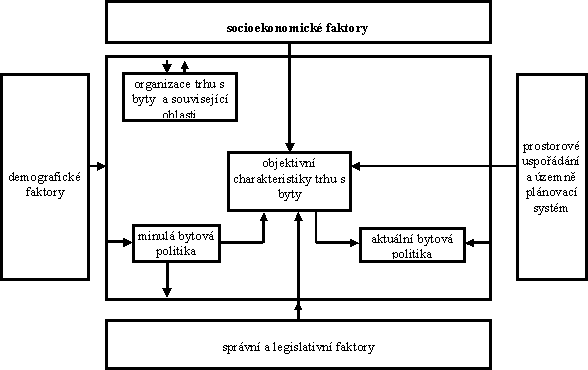 socioekonomické faktory
organizace trhu s
byty a související
oblasti
demografické
faktory
objektivní
charakteristiky trhu s
byty
prostorové
uspořádání
a územně
plánovací
systém
minulá bytová
politika
aktuální bytová
politika
správní a legislativní faktory